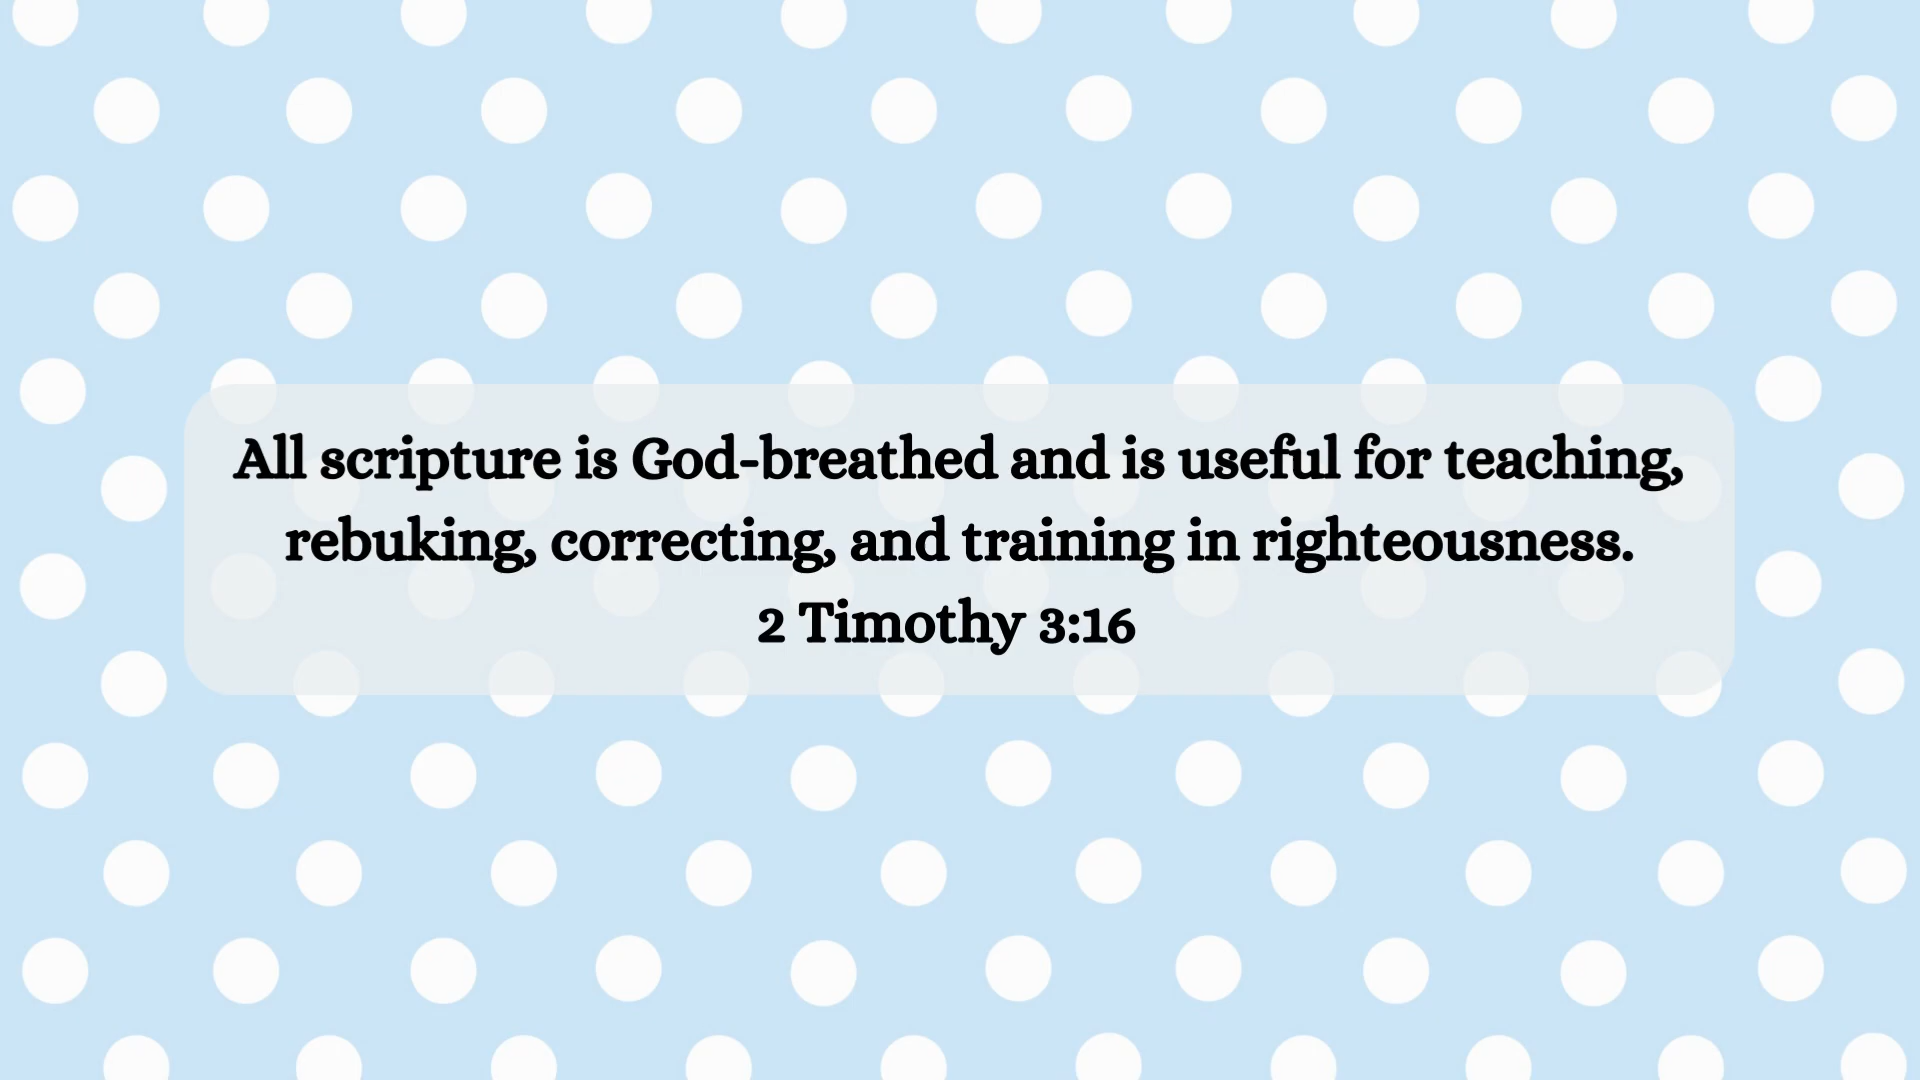 All scripture is God-breathed and is useful for teaching,
rebuking, correcting, and training in righteousness.
2 Timothy 3:16